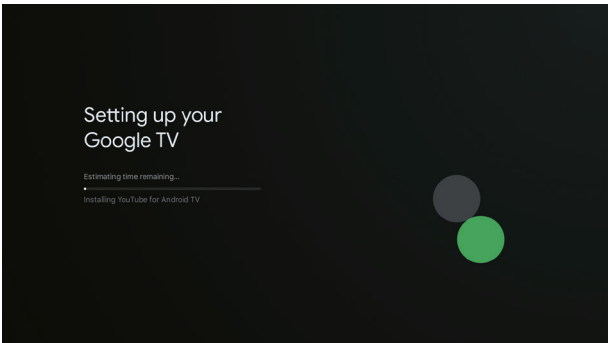 Setting up your
Google TV
Estimating time remaining...
Installing YouTube for Android TV